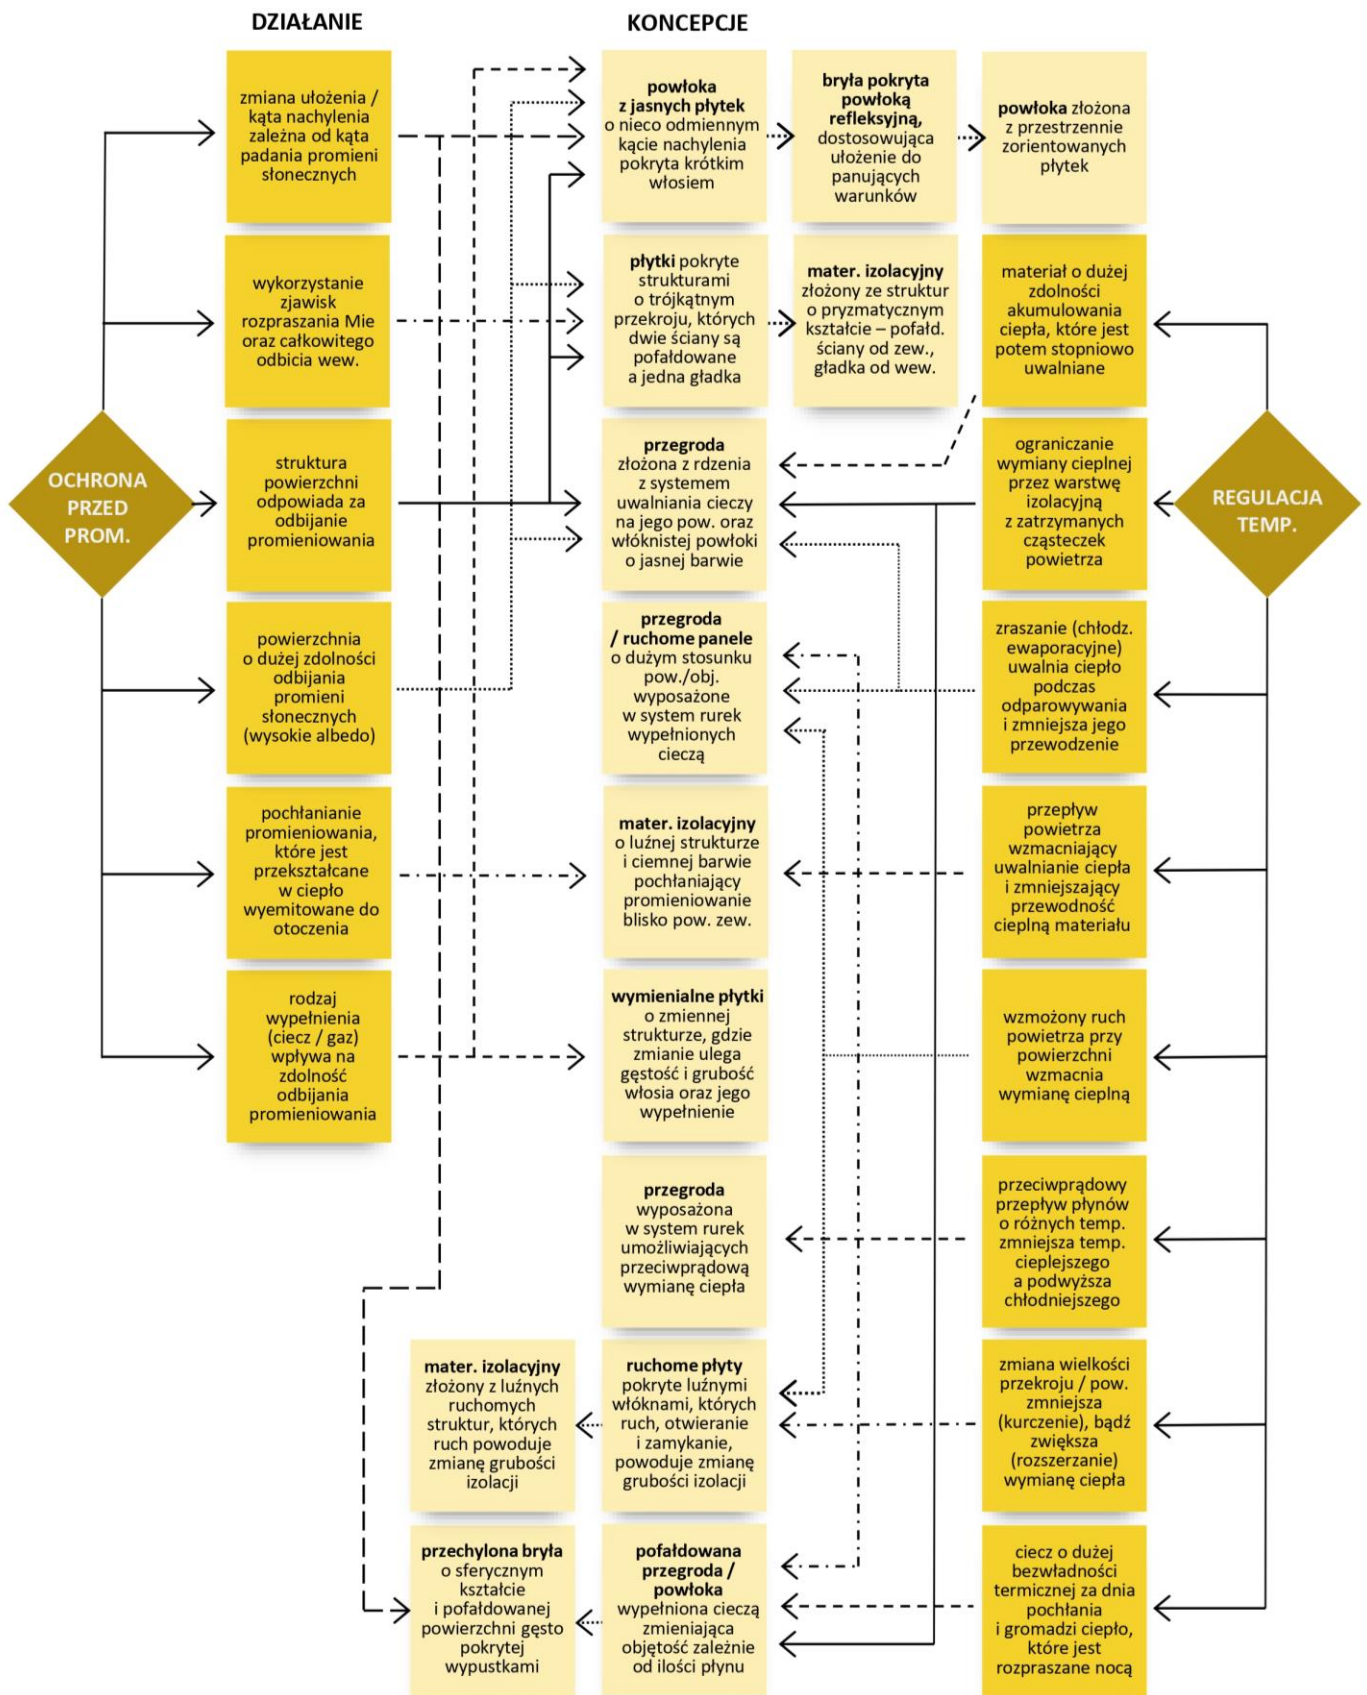 DZIAŁANIE
KONCEPCJE
zmiana ułożenia /
kąta nachylenia
zależna od kąta
padania promieni
słonecznych
powłoka
z jasnych płytek
o nieco odmiennym
kącie nachylenia
pokryta krótkim
włosiem
bryła pokryta
powłoką
refleksyjną,
dostosowująca
ułożenie do
panujących
warunków
powłoka złożona
z przestrzennie
zorientowanych
płytek
wykorzystanie
zjawisk
rozpraszania Mie
oraz całkowitego
odbicia wew.
płytki pokryte
strukturami
o trójkątnym
przekroju, których
dwie ściany są
pofałdowane
a jedna gładka
mater. izolacyjny
złożony ze struktur
o pryzmatycznym
kształcie – pofałd.
ściany od zew.,
gładka od wew.
materiał o dużej
zdolności
akumulowania
ciepła, które jest
potem stopniowo
uwalniane
OCHRONA
PRZED
PROM.
struktura
powierzchni
odpowiada za
odbijanie
promieniowania
przegroda
złożona z rdzenia
z systemem
uwalniania cieczy
na jego pow. oraz
włóknistej powłoki
o jasnej barwie
ograniczanie
wymiany cieplnej
przez warstwę
izolacyjną
z zatrzymanych
cząsteczek
powietrza
REGULACJA
TEMP.
powierzchnia
o dużej zdolności
odbijania
promieni
słonecznych
(wysokie albedo)
przegroda
/ ruchome panele
o dużym stosunku
pow./obj.
wyposażone
w system rurek
wypełnionych
cieczą
zraszanie (chłodz.
ewaporacyjne)
uwalnia ciepło
podczas
odparowywania
i zmniejsza jego
przewodzenie
pochłanianie
promieniowania,
które jest
przekształcane
w ciepło
wyemitowane do
otoczenia
mater. izolacyjny
o luźnej strukturze
i ciemnej barwie
pochłaniający
promieniowanie
blisko pow. zew.
przepływ
powietrza
wzmacniający
uwalnianie ciepła
i zmniejszający
przewodność
cieplną materiału
rodzaj
wypełnienia
(ciecz / gaz)
wpływa na
zdolność
odbijania
promieniowania
wymienialne płytki
o zmiennej
strukturze, gdzie
zmianie ulega
gęstość i grubość
włosia oraz jego
wypełnienie
wzmożony ruch
powietrza przy
powierzchni
wzmacnia
wymianę cieplną
przegroda
wyposażona
w system rurek
umożliwiających
przeciwprądową
wymianę ciepła
przeciwprądowy
przepływ płynów
o różnych temp.
zmniejsza temp.
cieplejszego
a podwyższa
chłodniejszego
mater. izolacyjny
złożony z luźnych
ruchomych
struktur, których
ruch powoduje
zmianę grubości
izolacji
ruchome płyty
pokryte luźnymi
włóknami, których
ruch, otwieranie
i zamykanie,
powoduje zmianę
grubości izolacji
zmiana wielkości
przekroju / pow.
zmniejsza
(kurczenie), bądź
zwiększa
(rozszerzanie)
wymianę ciepła
przechylona bryła
o sferycznym
kształcie
i pofałdowanej
powierzchni gęsto
pokrytej
wypustkami
pofałdowana
przegroda /
powłoka
wypełniona cieczą
zmieniająca
objętość zależnie
od ilości płynu
ciecz o dużej
bezwładności
termicznej za dnia
pochłania
i gromadzi ciepło,
które jest
rozpraszane nocą